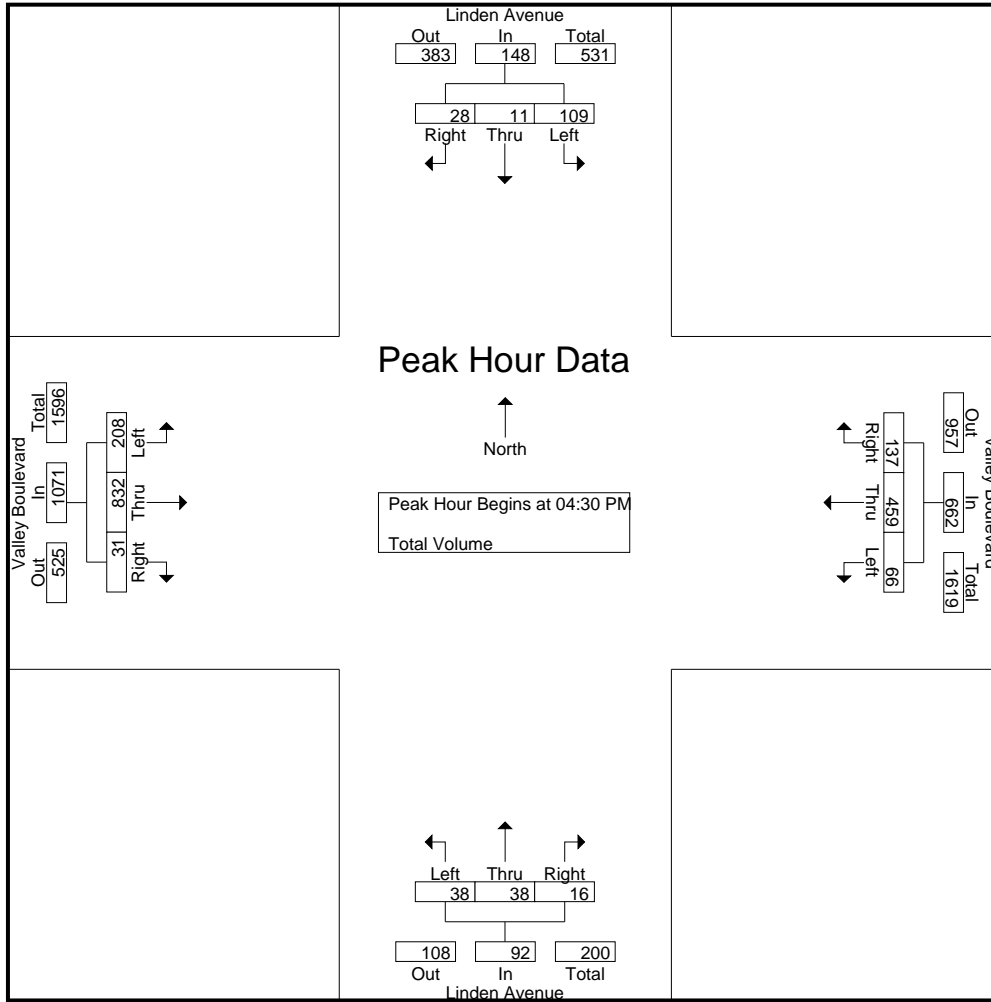 Linden Avenue
Out In Total
383 148 531
28 11 109
Right Thru Left
Peak Hour Data
North
Peak Hour Begins at 04:30 PM
Total Volume
Valley Boulevard
Total In Out
1596 1071 525
208 832 31
Left Thru Right
Valley Boulevard
Out In Total
957 662 1619
137 459 66
Right Thru Left
Left Thru Right
38 38 16
108 92 200
Out In Total
Linden Avenue